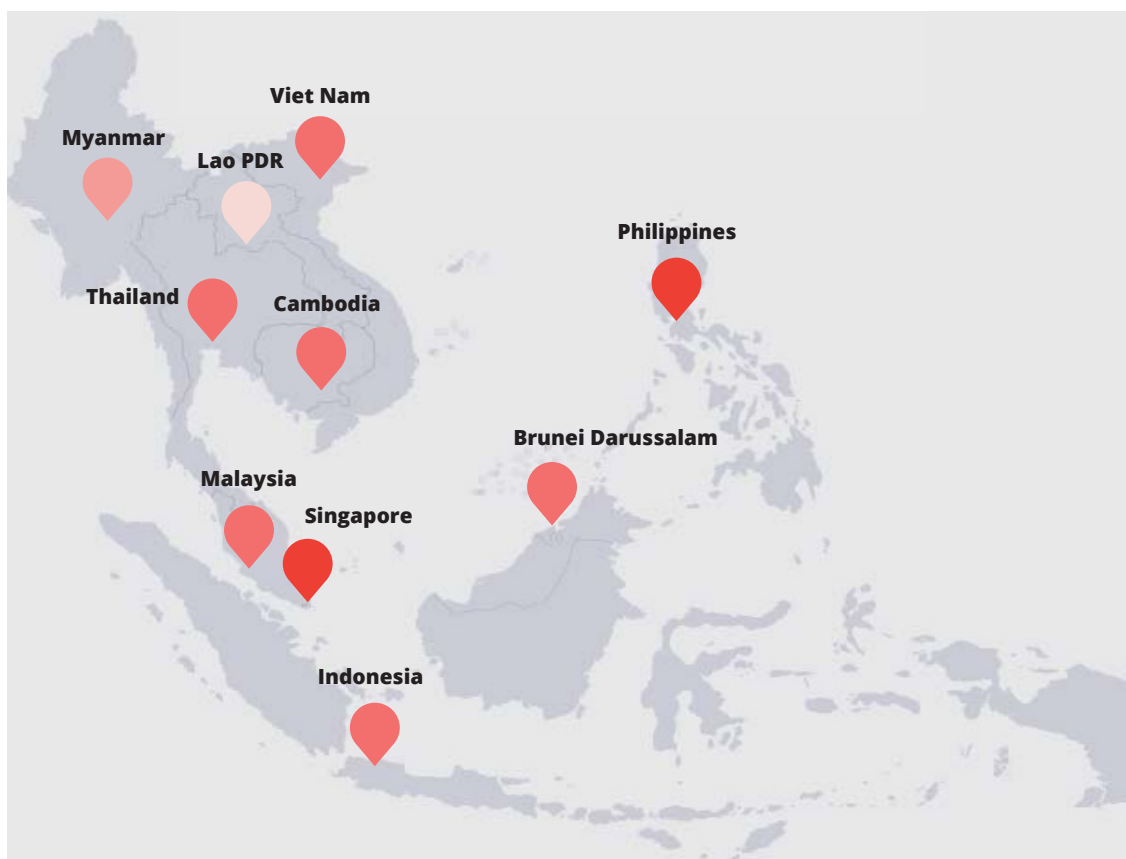 Viet Nam
Myanmar
Lao PDR
Philippines
Thailand
Cambodia
Brunei Darussalam
Malaysia
Singapore
Indonesia